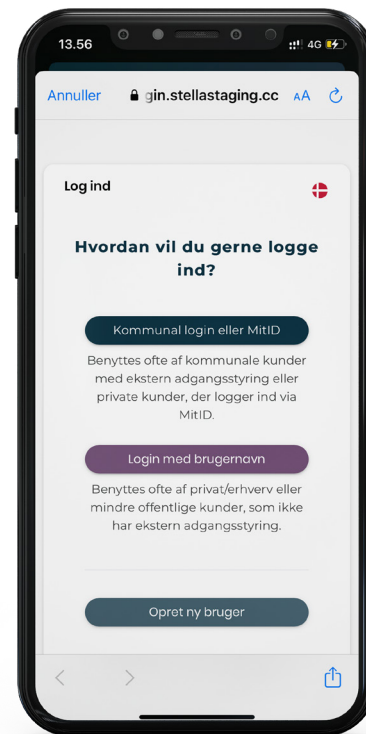 13.56
4G
Annuller
gin.stellastaging.cc
AA
Log ind
Hvordan vil du gerne logge
ind?
Kommunal login eller MitID
Benyttes ofte af kommunale kunder
med ekstern adgangsstyring eller
private kunder, der logger ind via
MitID.
Login med brugernavn
Benyttes ofte af privat/erhverv eller
mindre offentlige kunder, som ikke
har ekstern adgangsstyring.
Opret ny bruger